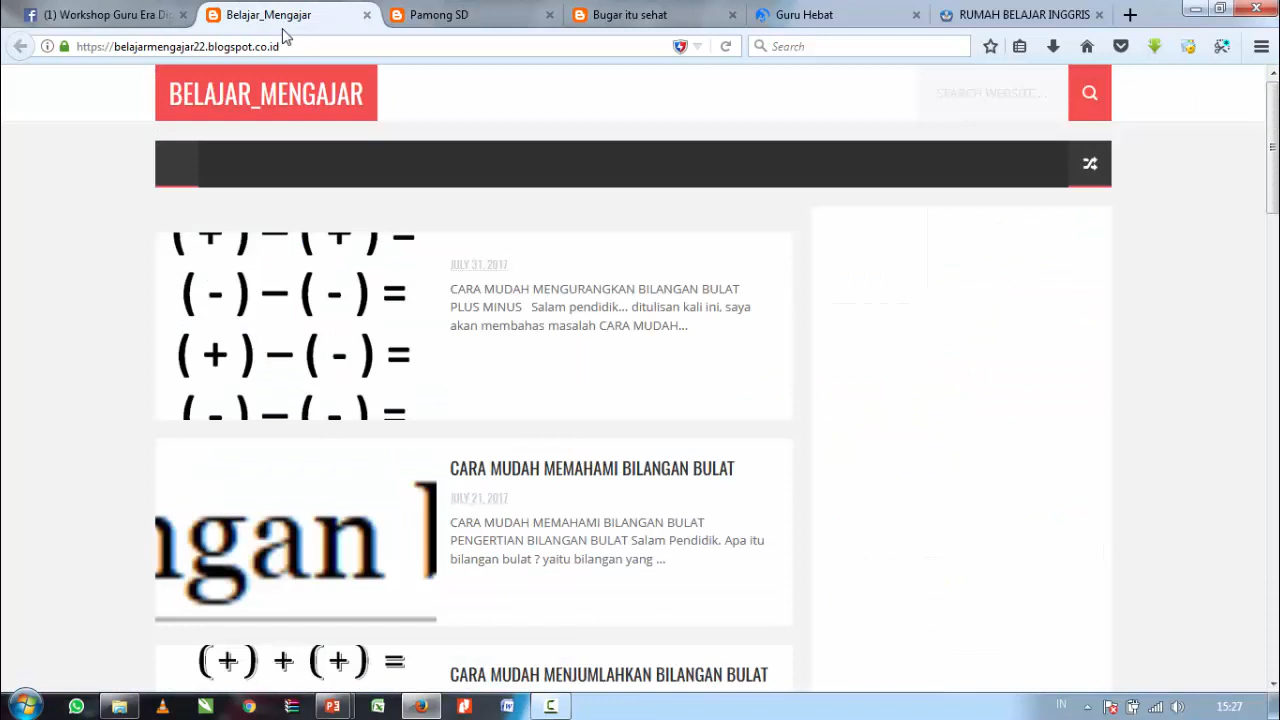 (1) Workshop Guru Era Dig
Belajar_Mengajar
Pamong SD
Bugar itu sehat
Guru Hebat
RUMAH BELAJAR INGGRIS
https://belajarmengajar22.blogspot.co.id
Search
BELAJAR_MENGAJAR
SEARCH WEBSITE...
(+) – (+) =
(-) – (-) =
(+) – (-) =
(-) – (-) =
JULY 31, 2017
CARA MUDAH MENGURANGKAN BILANGAN BULAT
PLUS MINUS Salam pendidik... ditulisan kali ini, saya
akan membahas masalah CARA MUDAH...
ngan b
CARA MUDAH MEMAHAMI BILANGAN BULAT
JULY 21, 2017
CARA MUDAH MEMAHAMI BILANGAN BULAT
PENGERTIAN BILANGAN BULAT Salam Pendidik. Apa itu
bilangan bulat ? yaitu bilangan yang ...
(+) + (+) =
CARA MUDAH MENJUMLAHKAN BILANGAN BULAT
IN
15:27